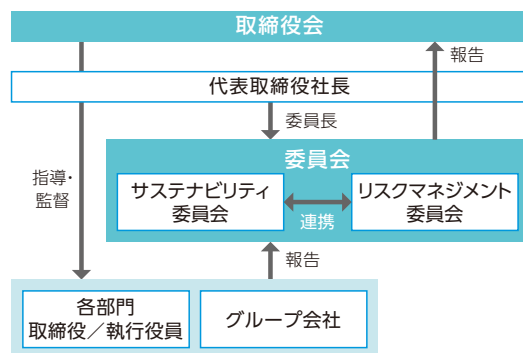 取締役会
報告
代表取締役社長
委員長
委員会
指導・
監督
サステナビリティ
委員会
連携
リスクマネジメント
委員会
報告
各部門
取締役／執行役員
グループ会社